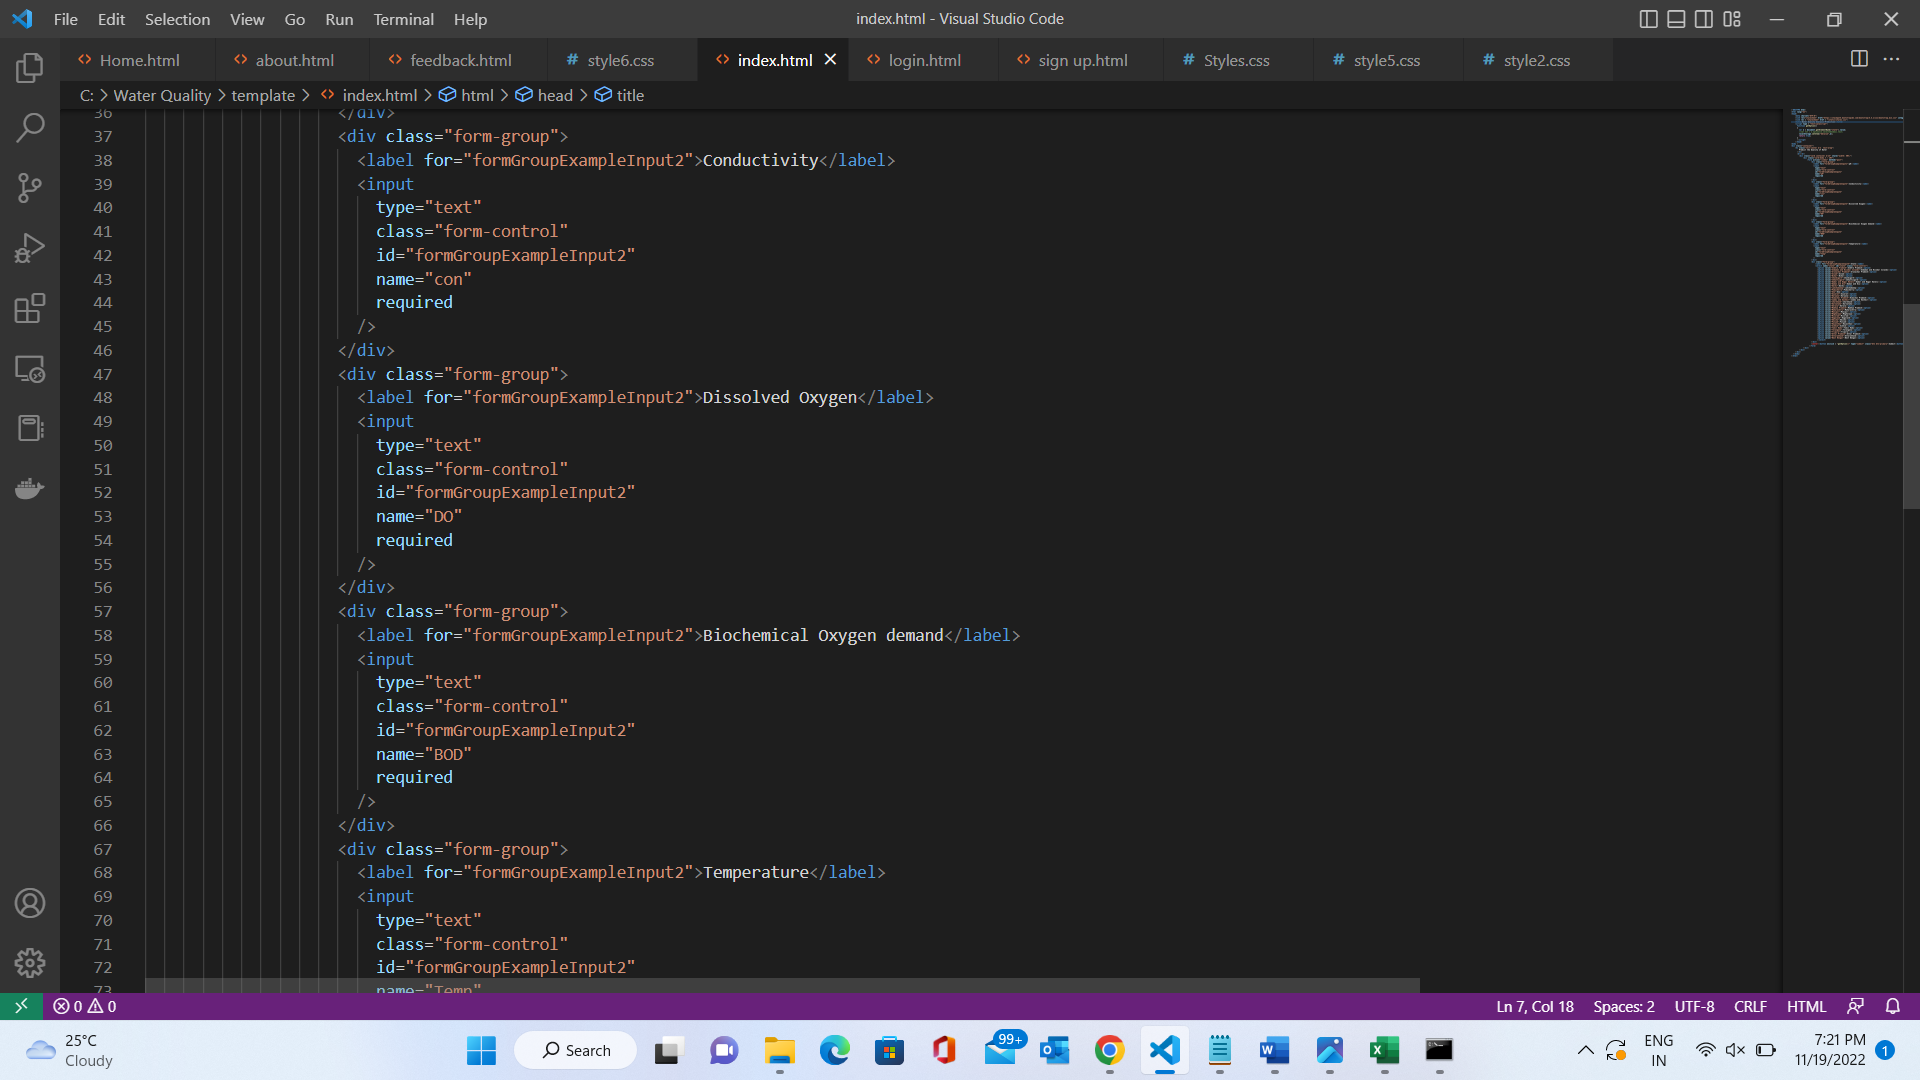 File Edit Selection View Go Run Terminal Help
index.html - Visual Studio Code
Home.html about.html feedback.html style6.css index.html login.html sign up.html Styles.css style5.css style2.css
C: > Water Quality > template > index.html > html > head > title
36 </div>
37 <div class="form-group">
38 <label for="formGroupExampleInput2">Conductivity</label>
39 <input
40 type="text"
41 class="form-control"
42 id="formGroupExampleInput2"
43 name="con"
44 required
45 />
46 </div>
47 <div class="form-group">
48 <label for="formGroupExampleInput2">Dissolved Oxygen</label>
49 <input
50 type="text"
51 class="form-control"
52 id="formGroupExampleInput2"
53 name="DO"
54 required
55 />
56 </div>
57 <div class="form-group">
58 <label for="formGroupExampleInput2">Biochemical Oxygen demand</label>
59 <input
60 type="text"
61 class="form-control"
62 id="formGroupExampleInput2"
63 name="BOD"
64 required
65 />
66 </div>
67 <div class="form-group">
68 <label for="formGroupExampleInput2">Temperature</label>
69 <input
70 type="text"
71 class="form-control"
72 id="formGroupExampleInput2"
73 name="Temp"
0 0
Ln 7, Col 18 Spaces: 2 UTF-8 CRLF HTML
25°C
Cloudy
Search
99+
ENG
IN
7:21 PM
11/19/2022
1